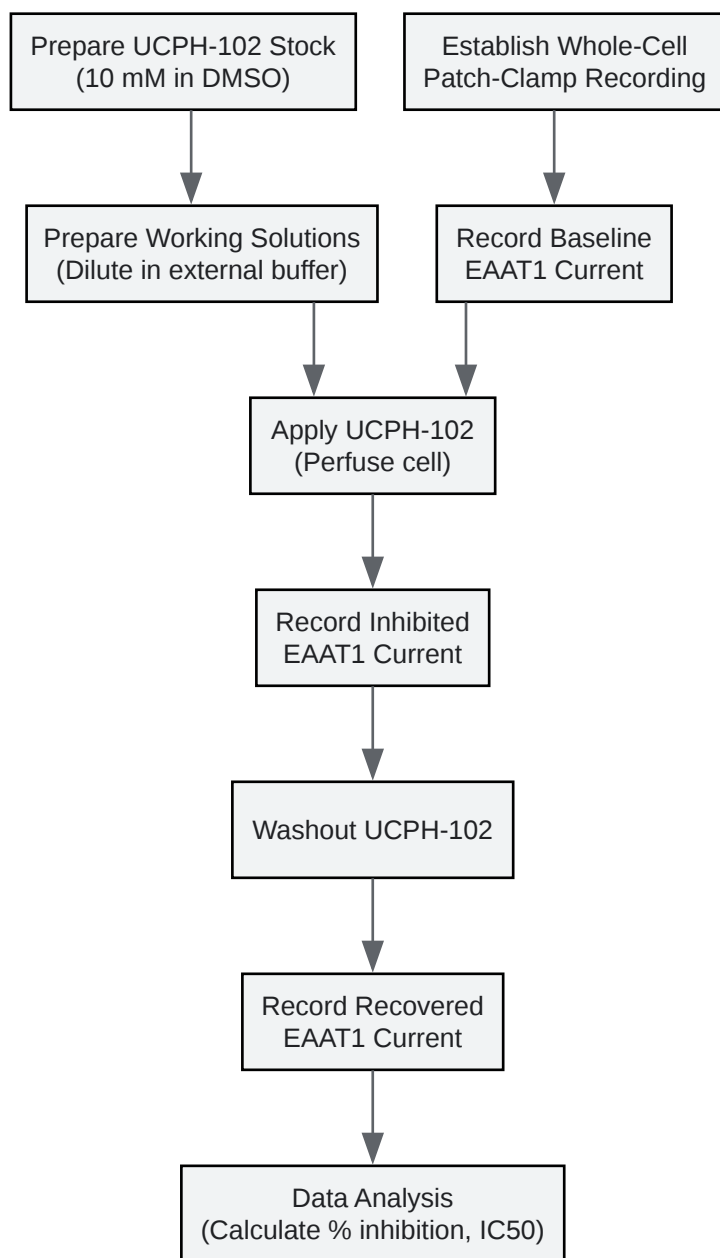 Prepare UCPH-102 Stock
(10 mM in DMSO)
Establish Whole-Cell
Patch-Clamp Recording
Prepare Working Solutions
(Dilute in external buffer)
Record Baseline
EAAT1 Current
Apply UCPH-102
(Perfuse cell)
Record Inhibited
EAAT1 Current
Washout UCPH-102
Record Recovered
EAAT1 Current
Data Analysis
(Calculate % inhibition, IC50)